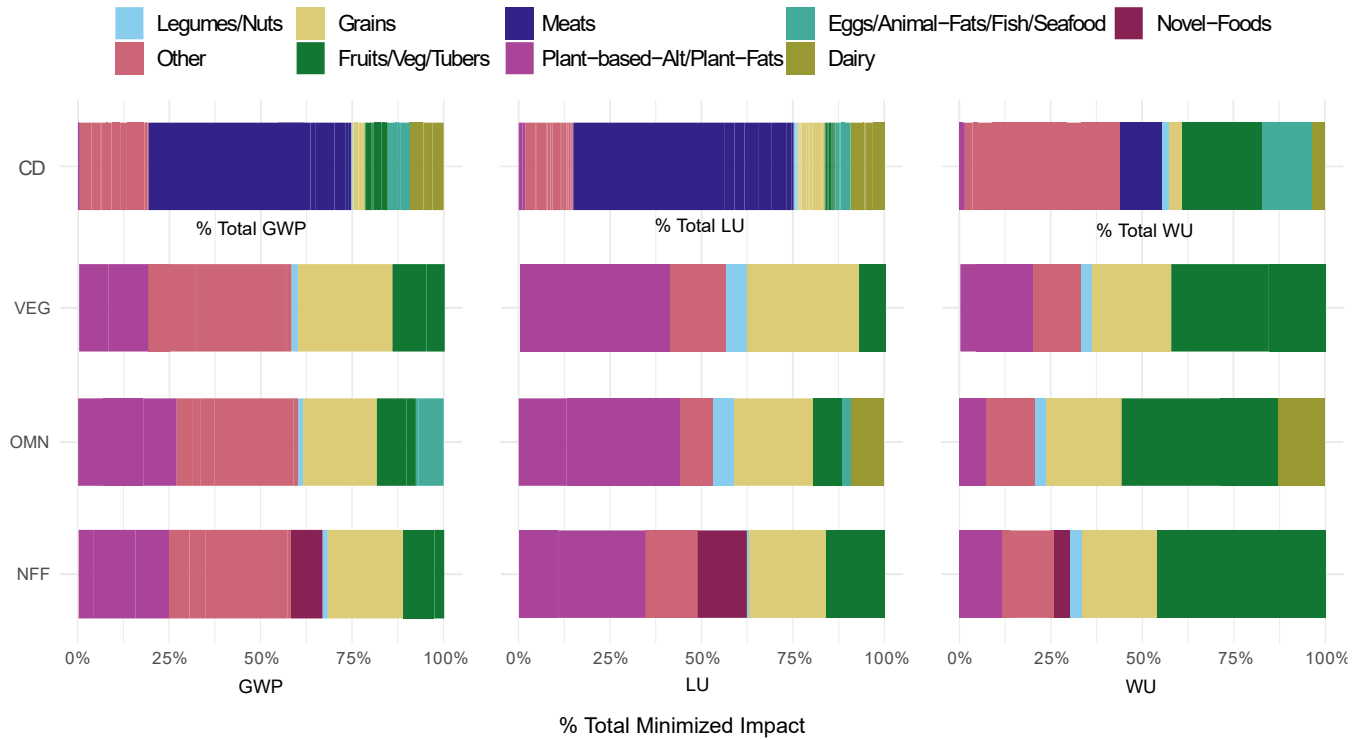 Legumes/Nuts Grains Meats Eggs/Animal−Fats/Fish/Seafood Novel−Foods
Other Fruits/Veg/Tubers Plant−based−Alt/Plant−Fats Dairy
CD
% Total GWP % Total LU % Total WU
VEG
OMN
NFF
0% 25% 50% 75% 100% 0% 25% 50% 75% 100% 0% 25% 50% 75% 100%
GWP LU WU
% Total Minimized Impact